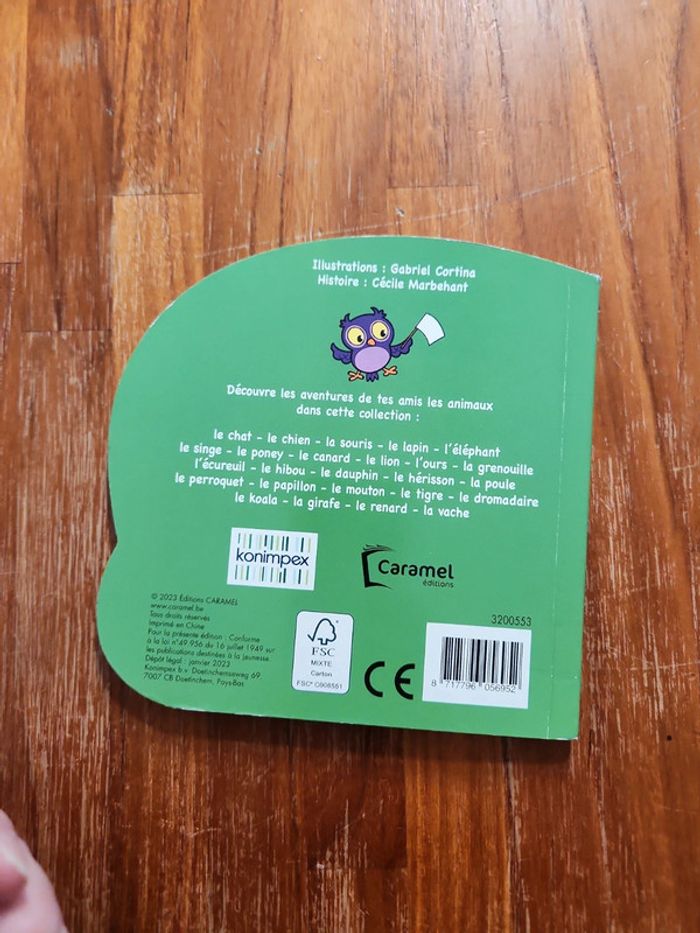 Illustrations : Gabriel Cortina
Histoire : Cécile Marbehant
Découvre les aventures de tes amis les animaux
dans cette collection :
le chat - le chien - la souris - le lapin - l'éléphant
le singe - le poney - le canard - le lion - l'ours - la grenouille
l'écureuil - le hibou - le dauphin - le hérisson - la poule
le perroquet - le papillon - le mouton - le tigre - le dromadaire
le koala - la girafe - le renard - la vache
konimpex
Caramel
éditions
© 2023 Éditions CARAMEL
www.caramel.be
Tous droits réservés
Imprimé en Chine
Pour la présente édition : Conforme
à la loi n°49.956 du 16 juillet 1949 sur
les publications destinées à la jeunesse.
Dépôt légal : janvier 2023
Konimpex b.v. Doetinchemseweg 69
7007 CB Doetinchem, Pays-Bas
FSC
MIXTE
Carton
FSC® C908551
CE
3200553
8 717796 056952